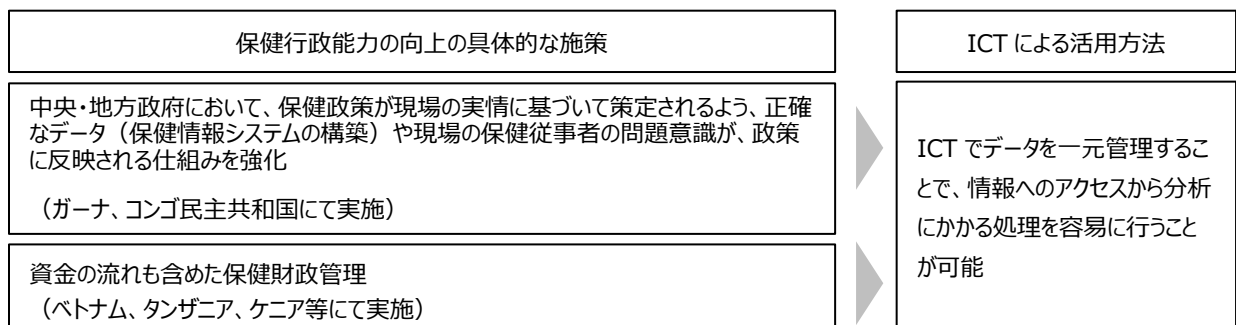 保健行政能力の向上の具体的な施策
ICT による活用方法
中央・地方政府において、保健政策が現場の実情に基づいて策定されるよう、正確
なデータ（保健情報システムの構築）や現場の保健従事者の問題意識が、政策
に反映される仕組みを強化
（ガーナ、コンゴ民主共和国にて実施）
資金の流れも含めた保健財政管理
（ベトナム、タンザニア、ケニア等にて実施）
ICT でデータを一元管理するこ
とで、情報へのアクセスから分析
にかかる処理を容易に行うこと
が可能